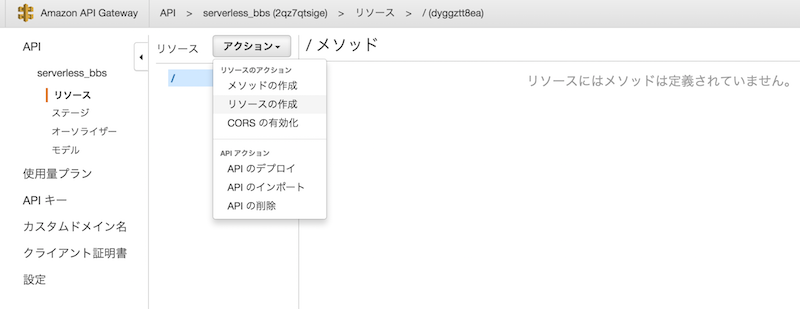 Amazon API Gateway API > serverless_bbs (2qz7qtsige) > リソース > / (dyggztt8ea)
API
serverless_bbs
リソース
ステージ
オーソライザー
モデル
使用量プラン
API キー
カスタムドメイン名
クライアント証明書
設定
リソース アクション
/
リソースのアクション
メソッドの作成
リソースの作成
CORS の有効化
API アクション
API のデプロイ
API のインポート
API の削除
/ メソッド
リソースにはメソッドは定義されていません。